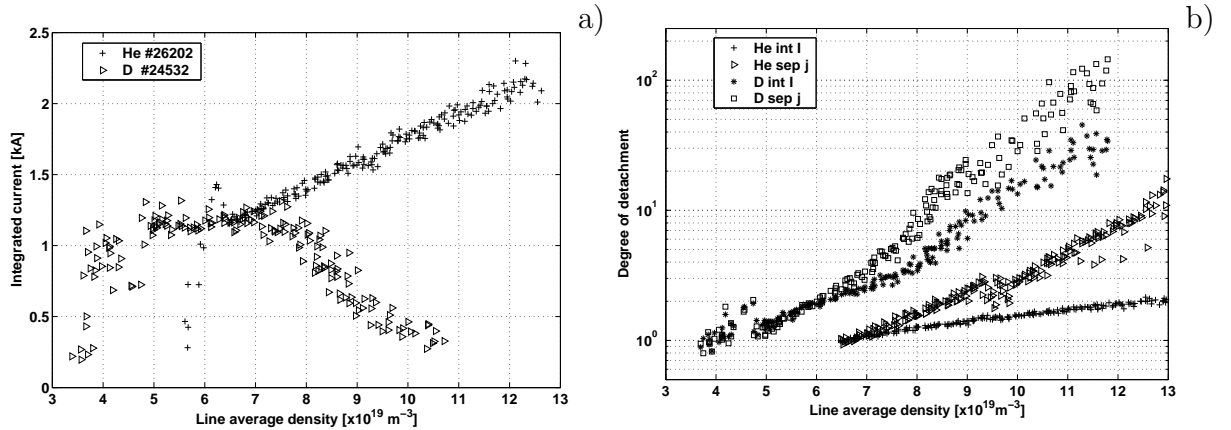 a)
2.5
2
1.5
1
0.5
0
Integrated current [kA]
He #26202
D #24532
3 4 5 6 7 8 9 10 11 12 13
Line average density [x10^19 m^−3]
b)
10^2
10^1
10^0
Degree of detachment
He int I
He sep j
D int I
D sep j
3 4 5 6 7 8 9 10 11 12 13
Line average density [x10^19 m^−3]